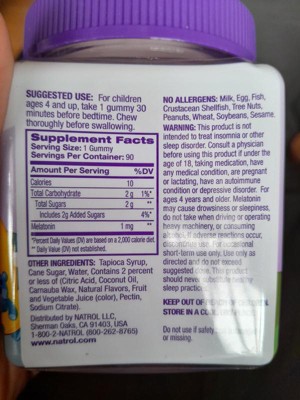 SUGGESTED USE: For children
ages 4 and up, take 1 gummy 30
minutes before bedtime. Chew
thoroughly before swallowing.
Supplement Facts
Serving Size: 1 Gummy
Servings Per Container: 90
Amount Per Serving %DV
Calories 10
Total Carbohydrate 2 g 1%*
Total Sugars 2 g **
Includes 2g Added Sugars 4%*
Melatonin 1 mg **
*Percent Daily Values (DV) are based on a 2,000 calorie diet.
**Daily Value (DV) not established.
OTHER INGREDIENTS: Tapioca Syrup,
Cane Sugar, Water, Contains 2 percent
or less of (Citric Acid, Coconut Oil,
Carnauba Wax, Natural Flavors, Fruit
and Vegetable Juice (color), Pectin,
Sodium Citrate).
Distributed by NATROL LLC,
Sherman Oaks, CA 91403, USA
1-800-2-NATROL (800-262-8765)
www.natrol.com
NO ALLERGENS: Milk, Egg, Fish,
Crustacean Shellfish, Tree Nuts,
Peanuts, Wheat, Soybeans, Sesame.
WARNING: This product is not
intended to treat insomnia or other
sleep disorder. Consult a physician
before using this product if under the
age of 18, taking medication, have
any medical condition, are pregnant
or lactating, have an autoimmune
condition or depressive disorder. For
ages 4 years and older. Melatonin
may cause drowsiness or sleepiness,
do not take when driving or operating
heavy machinery, or consuming
If adverse reactions occur,
discontinue use. For occasional
short-term use only. Use only as
directed and do not exceed
suggested dose. This product
should never
sleep practic
KEEP OUT OF
STORE IN A
Do not use if safety
or missing.